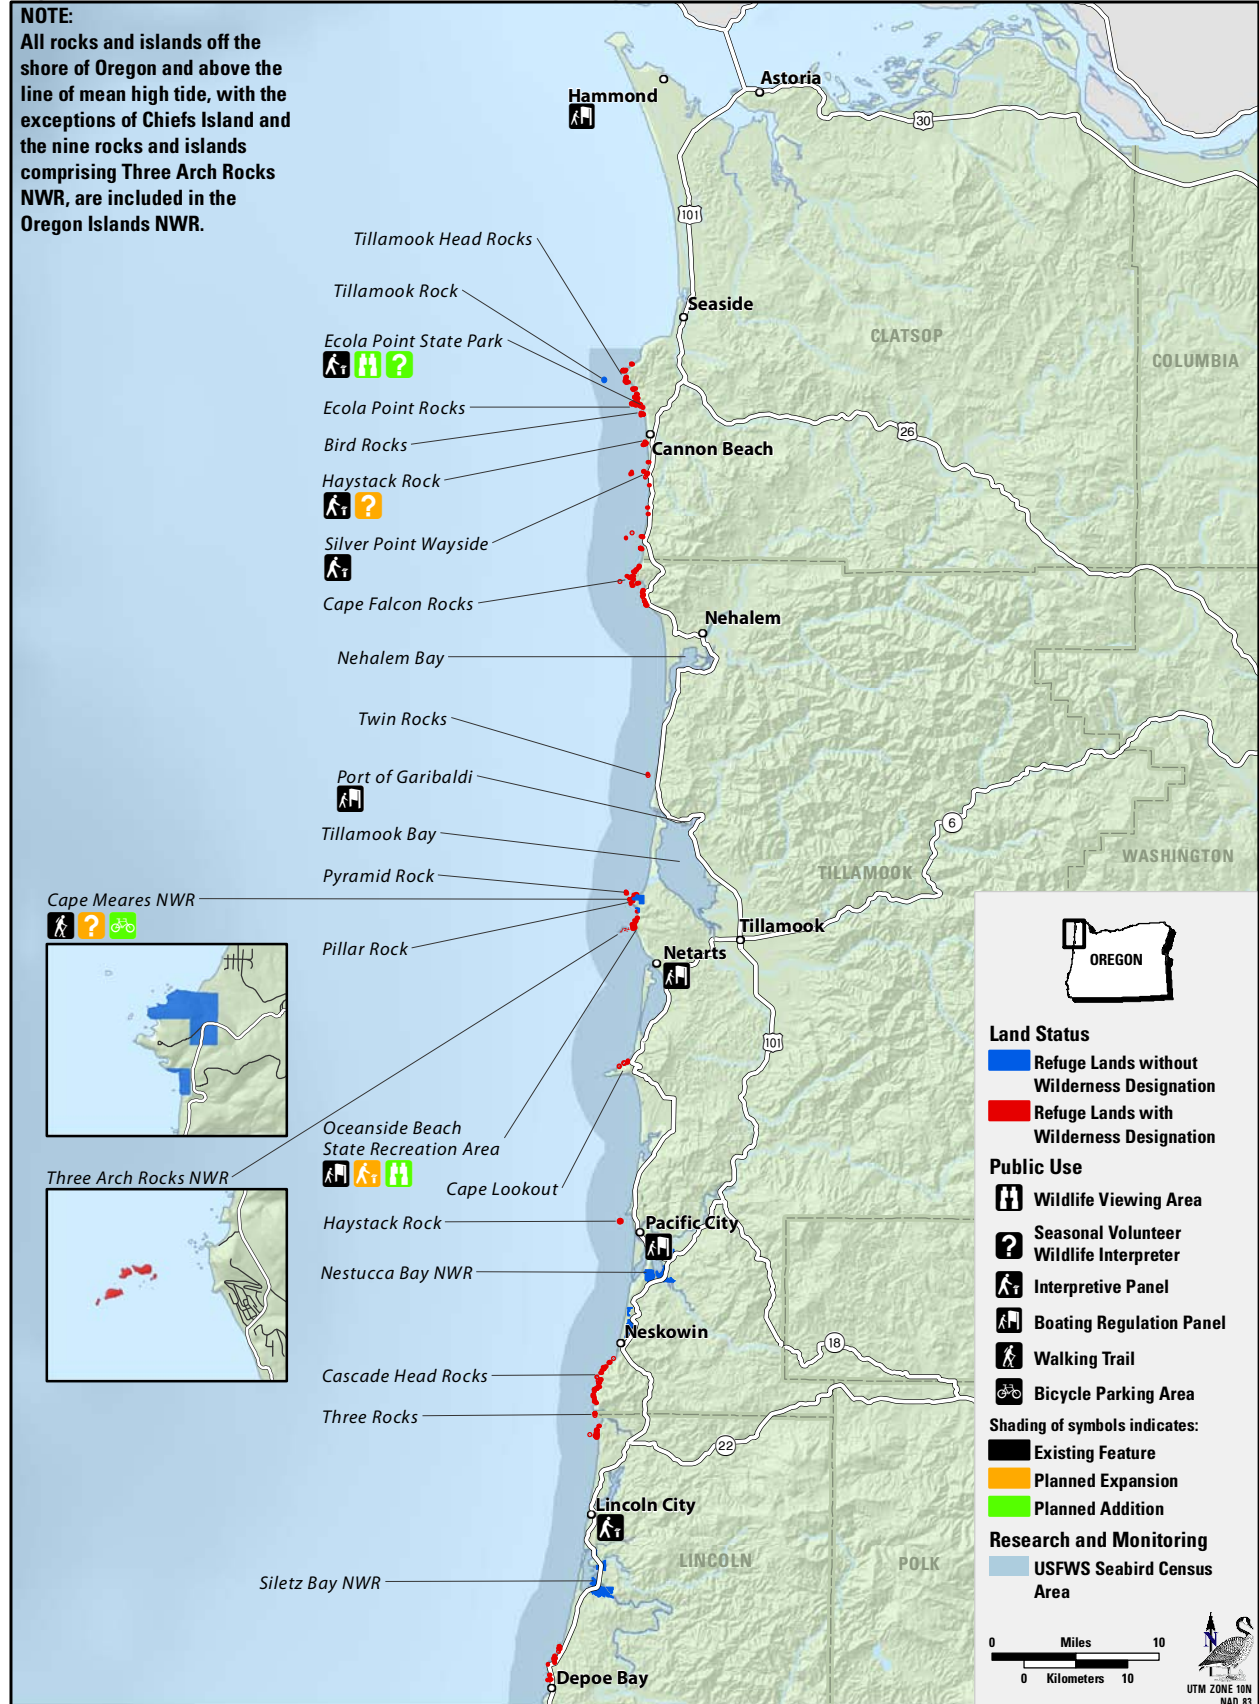 NOTE:
All rocks and islands off the
shore of Oregon and above the
line of mean high tide, with the
exceptions of Chiefs Island and
the nine rocks and islands
comprising Three Arch Rocks
NWR, are included in the
Oregon Islands NWR.
Astoria
Hammond
30
101
Tillamook Head Rocks
Tillamook Rock
Seaside
Ecola Point State Park
CLATSOP
COLUMBIA
Ecola Point Rocks
Bird Rocks
26
Cannon Beach
Haystack Rock
Silver Point Wayside
Cape Falcon Rocks
Nehalem
Nehalem Bay
Twin Rocks
Port of Garibaldi
6
Tillamook Bay
WASHINGTON
TILLAMOOK
Pyramid Rock
Cape Meares NWR
Tillamook
Pillar Rock
Netarts
101
Oceanside Beach
State Recreation Area
Three Arch Rocks NWR
Cape Lookout
Haystack Rock
Pacific City
Nestucca Bay NWR
Neskowin
18
Cascade Head Rocks
Three Rocks
22
Lincoln City
LINCOLN
POLK
Siletz Bay NWR
Depoe Bay
OREGON
Land Status
Refuge Lands without
Wilderness Designation
Refuge Lands with
Wilderness Designation
Public Use
Wildlife Viewing Area
Seasonal Volunteer
Wildlife Interpreter
Interpretive Panel
Boating Regulation Panel
Walking Trail
Bicycle Parking Area
Shading of symbols indicates:
Existing Feature
Planned Expansion
Planned Addition
Research and Monitoring
USFWS Seabird Census
Area
0 Miles 10
0 Kilometers 10
N
UTM ZONE 10N
NAD 83